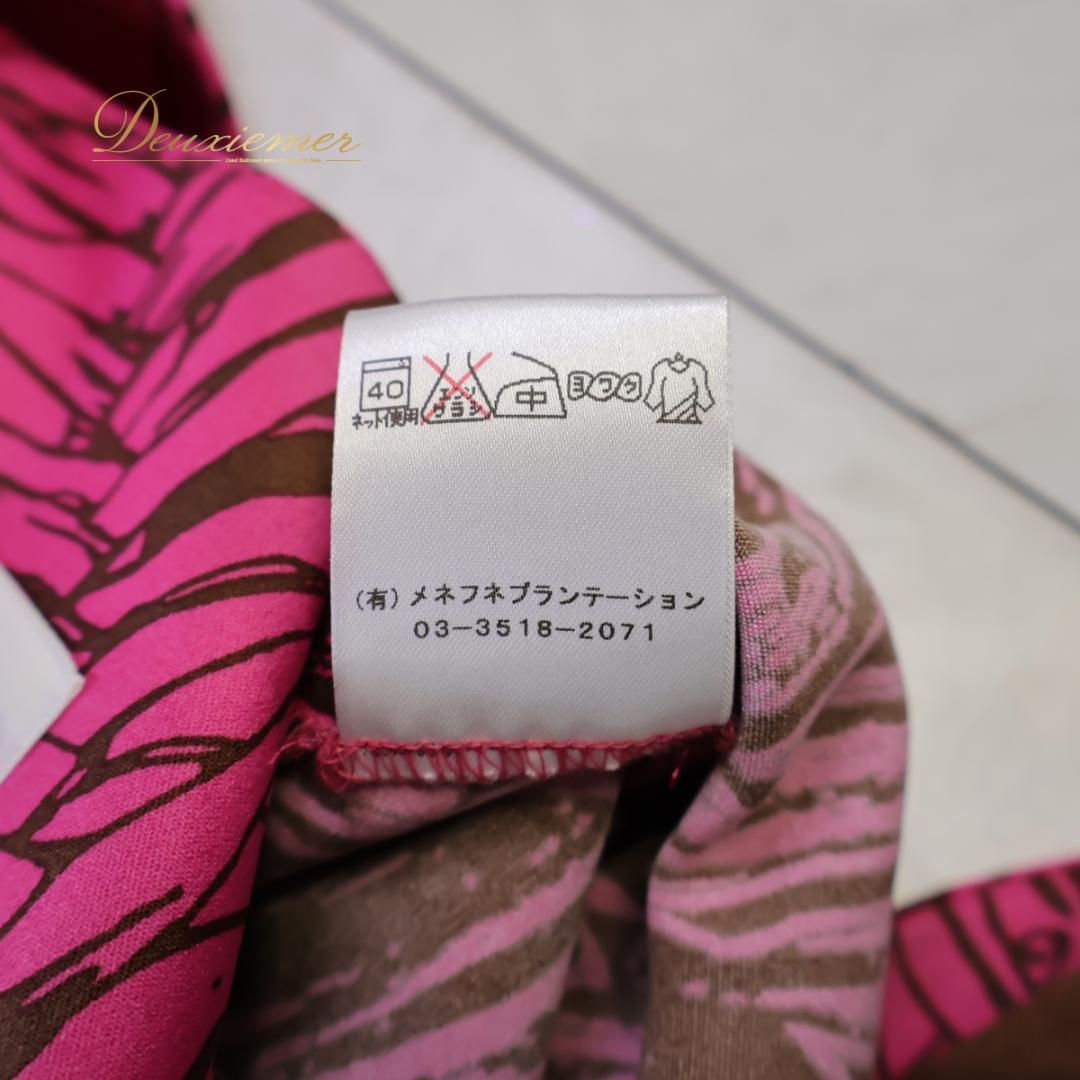 Deuxiemer
40
ネット使用
エンソ
サラシ
中
ヨワク
(有)メネフネプランテーション
03-3518-2071